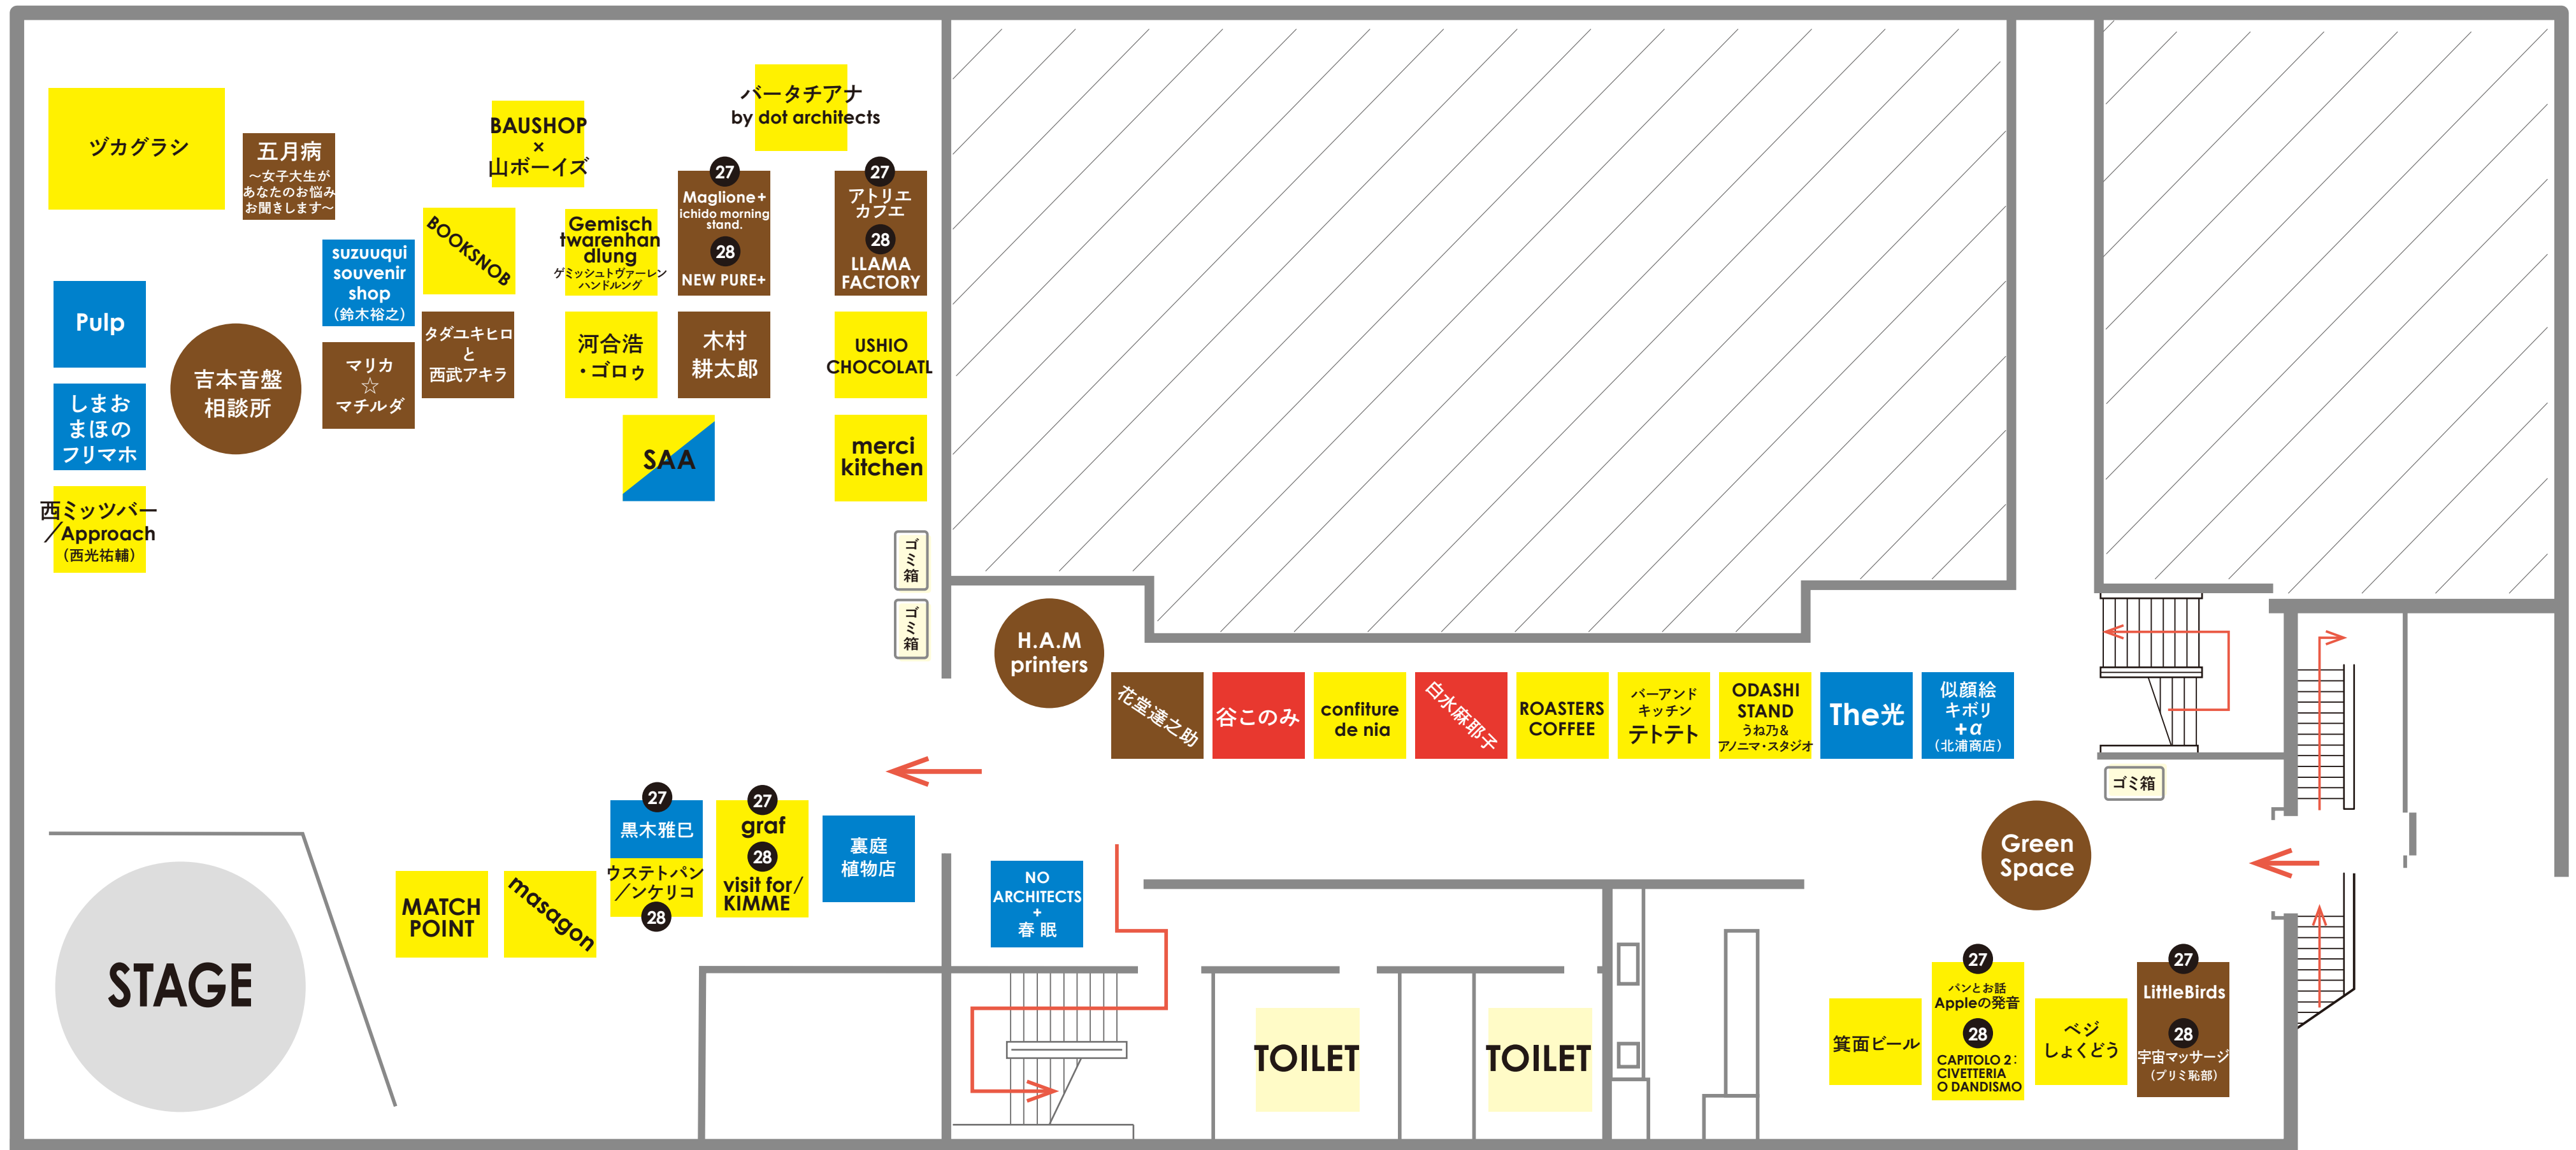 ヅカグラシ
五月病
〜女子大生が
あなたのお悩み
お聞きします〜
BAUSHOP
×
山ボーイズ
バータチアナ
by dot architects
suzuuqui
souvenir
shop
（鈴木裕之）
BOOKSNOB
Gemisch
twarenhan
dlung
ゲミッシュトヴァーレン
ハンドルング
27
Maglione+
ichido morning
stand.
28
NEW PURE+
27
アトリエ
カフエ
28
LLAMA
FACTORY
Pulp
吉本音盤
相談所
マリカ
☆
マチルダ
タダユキヒロ
と
西武アキラ
河合浩
・ゴロゥ
木村
耕太郎
USHIO
CHOCOLATL
しまお
まほの
フリマホ
SAA
merci
kitchen
西ミッツバー
／Approach
（西光祐輔）
ゴミ箱
ゴミ箱
H.A.M
printers
花堂達之助
谷このみ
confiture
de nia
白水麻耶子
ROASTERS
COFFEE
バーアンド
キッチン
テトテト
ODASHI
STAND
うね乃&
アノニマ・スタジオ
The光
似顔絵
キボリ
+α
（北浦商店）
ゴミ箱
STAGE
MATCH
POINT
masagon
27
黒木雅巳
ウステトパン
／ンケリコ
28
27
graf
28
visit for/
KIMME
裏庭
植物店
NO
ARCHITECTS
+
春 眠
TOILET
TOILET
Green
Space
箕面ビール
27
パンとお話
Appleの発音
28
CAPITOLO 2：
CIVETTERIA
O DANDISMO
ベジ
しょくどう
27
LittleBirds
28
宇宙マッサージ
（プリミ恥部）